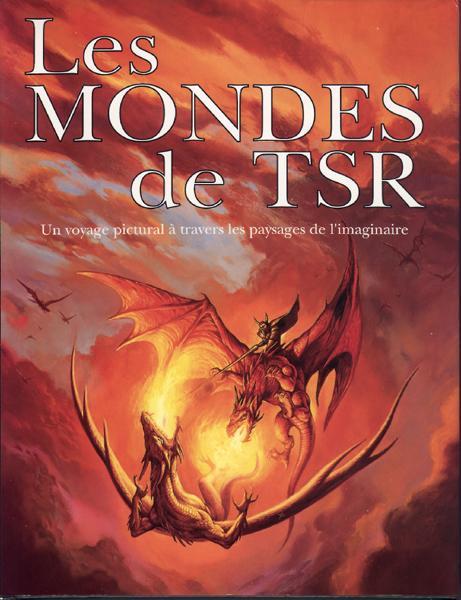 Les
MONDES
de TSR
Un voyage pictural à travers les paysages de l'imaginaire